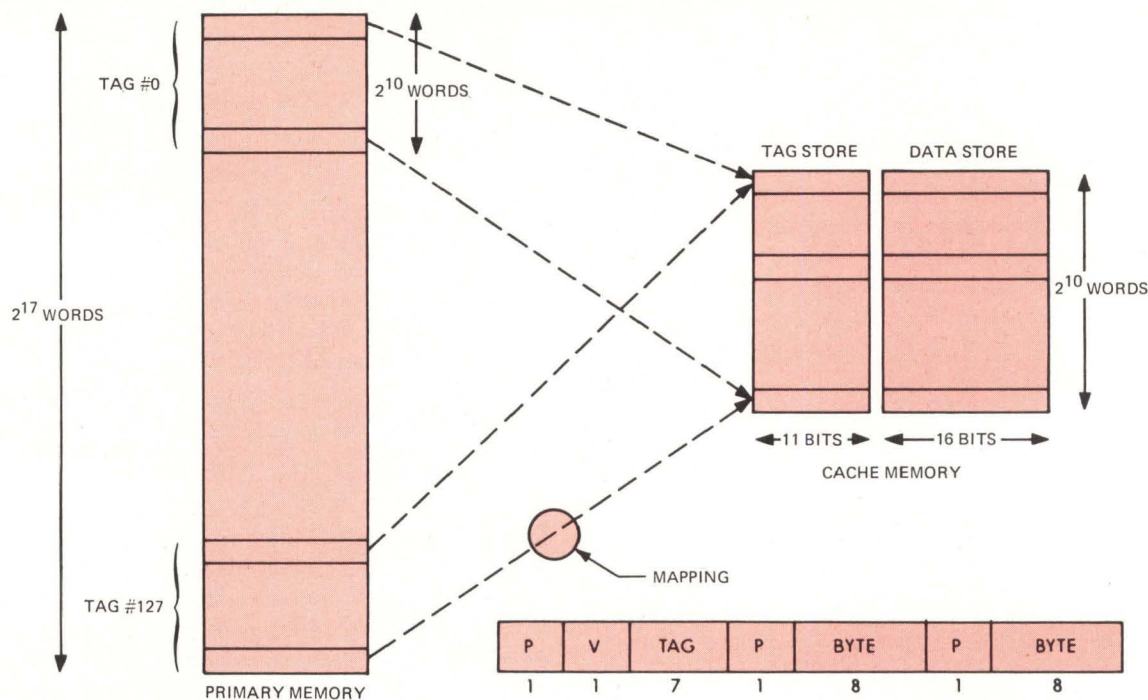 TAG #0
2^10 WORDS
TAG STORE
DATA STORE
2^17 WORDS
2^10 WORDS
11 BITS
16 BITS
CACHE MEMORY
MAPPING
TAG #127
PRIMARY MEMORY
P V TAG P BYTE P BYTE
1 1 7 1 8 1 8